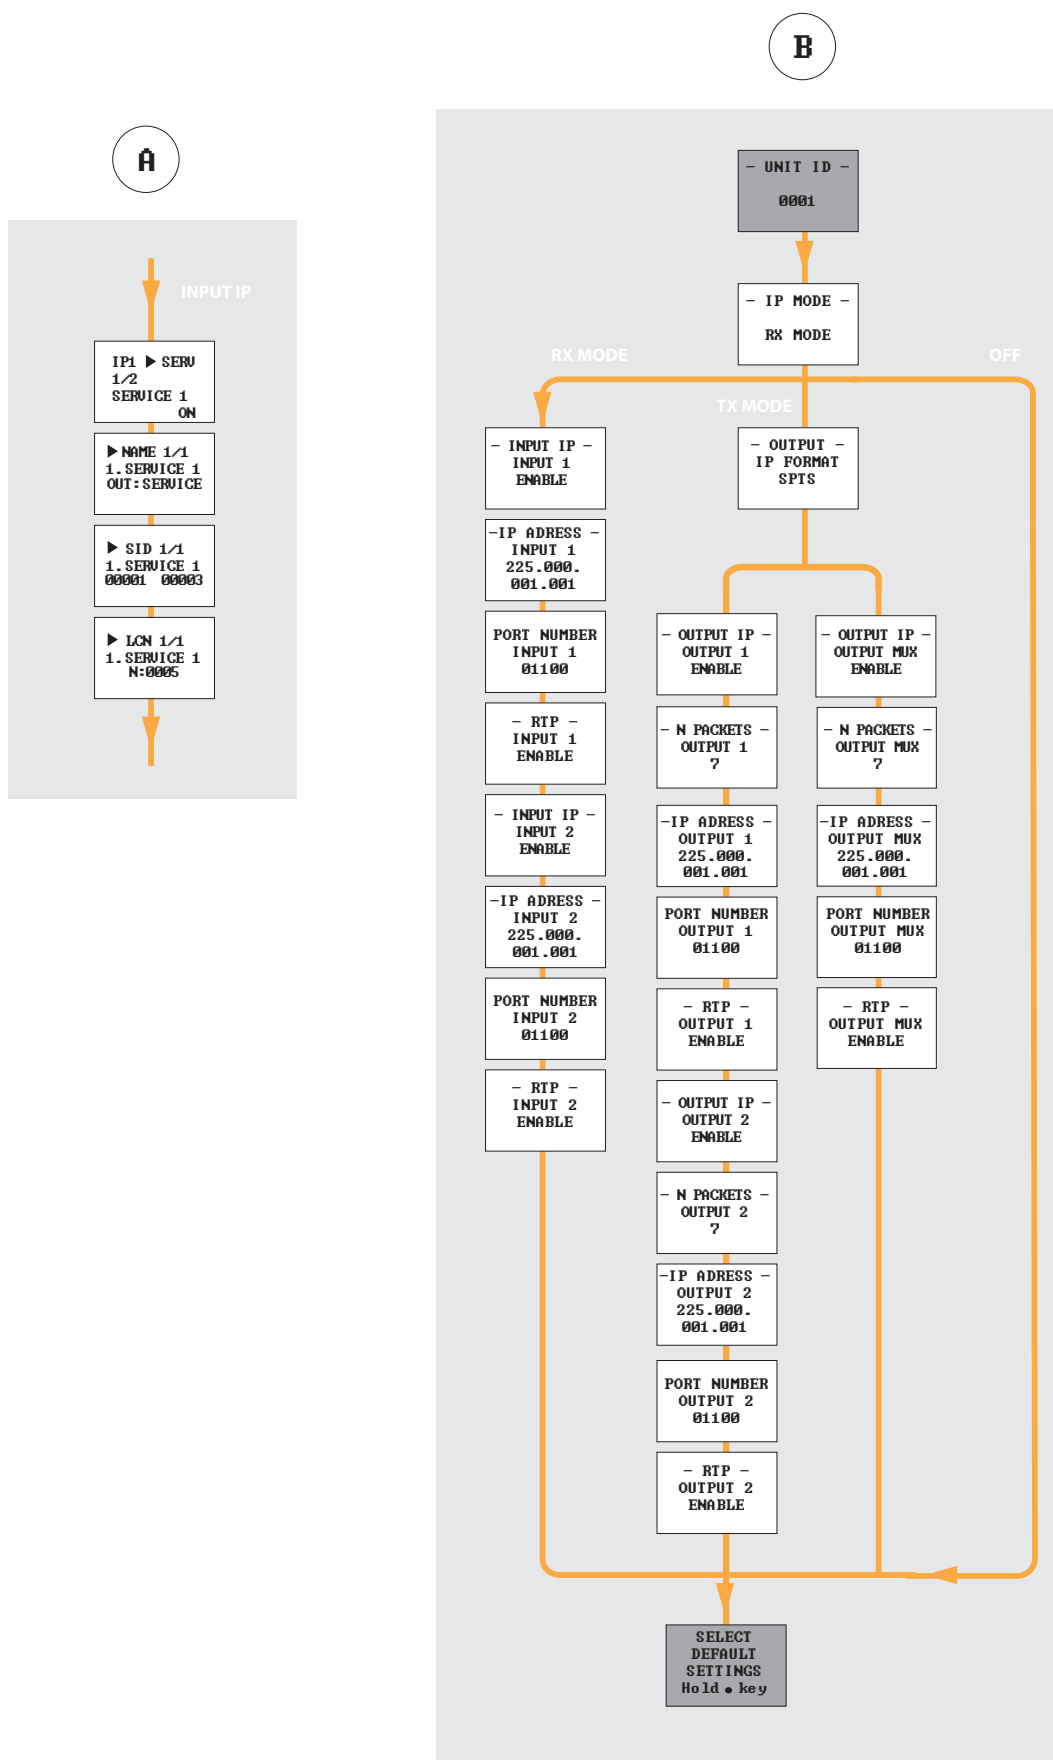 A
INPUT IP
IP1 ▶ SERV
1/2
SERVICE 1
ON
▶ NAME 1/1
1.SERVICE 1
OUT:SERVICE
▶ SID 1/1
1.SERVICE 1
00001 00003
▶ LCN 1/1
1.SERVICE 1
N:0005
B
- UNIT ID -
0001
- IP MODE -
RX MODE
RX MODE
TX MODE
OFF
- INPUT IP -
INPUT 1
ENABLE
-IP ADRESS -
INPUT 1
225.000.
001.001
PORT NUMBER
INPUT 1
01100
- RTP -
INPUT 1
ENABLE
- INPUT IP -
INPUT 2
ENABLE
-IP ADRESS -
INPUT 2
225.000.
001.001
PORT NUMBER
INPUT 2
01100
- RTP -
INPUT 2
ENABLE
- OUTPUT -
IP FORMAT
SPTS
- OUTPUT IP -
OUTPUT 1
ENABLE
- N PACKETS -
OUTPUT 1
7
-IP ADRESS -
OUTPUT 1
225.000.
001.001
PORT NUMBER
OUTPUT 1
01100
- RTP -
OUTPUT 1
ENABLE
- OUTPUT IP -
OUTPUT 2
ENABLE
- N PACKETS -
OUTPUT 2
7
-IP ADRESS -
OUTPUT 2
225.000.
001.001
PORT NUMBER
OUTPUT 2
01100
- RTP -
OUTPUT 2
ENABLE
- OUTPUT IP -
OUTPUT MUX
ENABLE
- N PACKETS -
OUTPUT MUX
7
-IP ADRESS -
OUTPUT MUX
225.000.
001.001
PORT NUMBER
OUTPUT MUX
01100
- RTP -
OUTPUT MUX
ENABLE
SELECT
DEFAULT
SETTINGS
Hold ● key